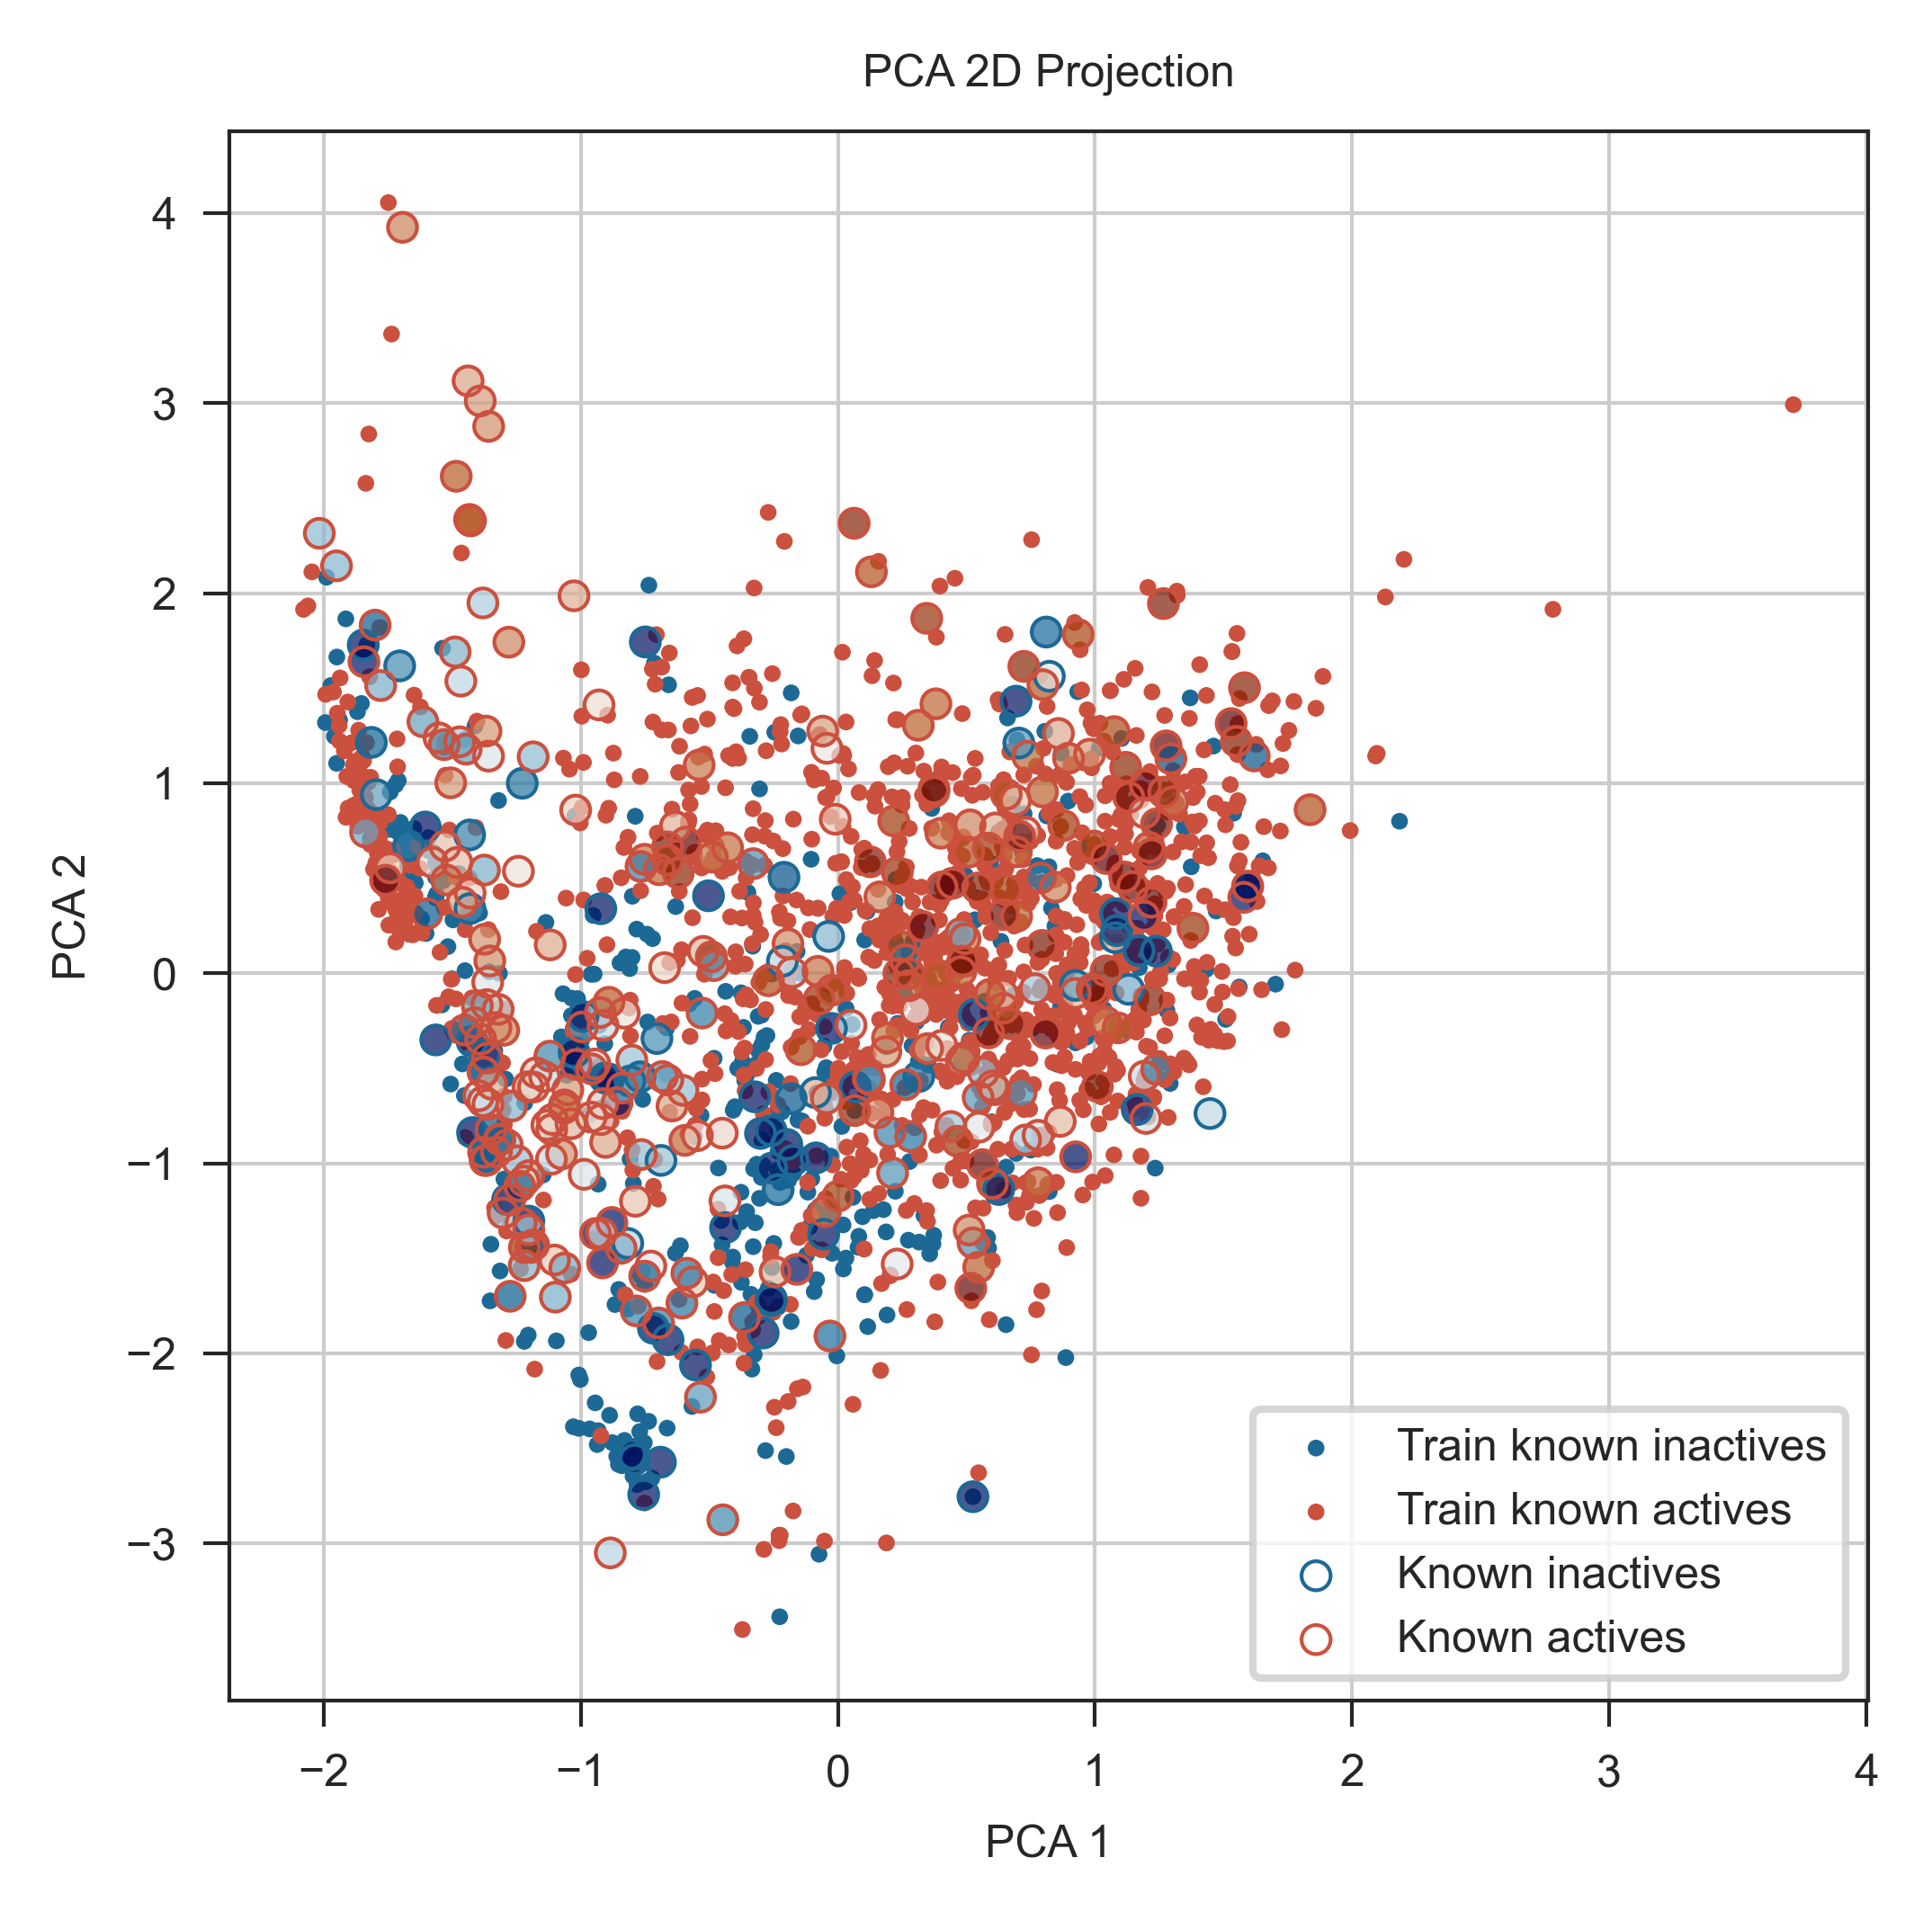 PCA 2D Projection
4
3
2
1
0
−1
−2
−3
PCA 2
Train known inactives
Train known actives
Known inactives
Known actives
−2 −1 0 1 2 3 4
PCA 1